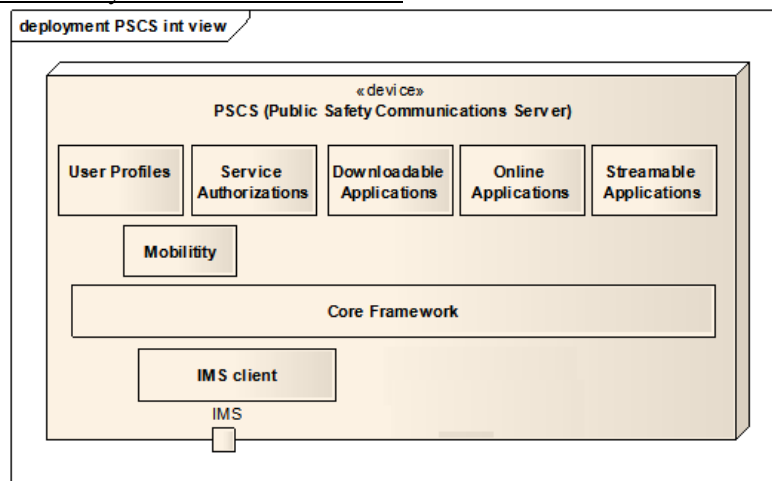 deployment PSCS int view
«device»
PSCS (Public Safety Communications Server)
User Profiles
Service
Authorizations
Downloadable
Applications
Online
Applications
Streamable
Applications
Mobilitity
Core Framework
IMS client
IMS